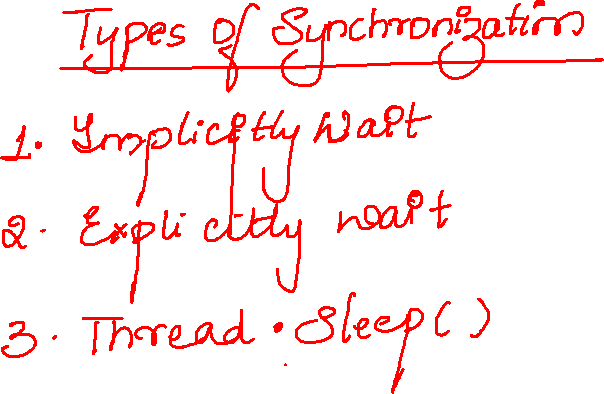 Types of Synchronization
1. Implicitly Wait
2. Explicitly wait
3. Thread.Sleep()